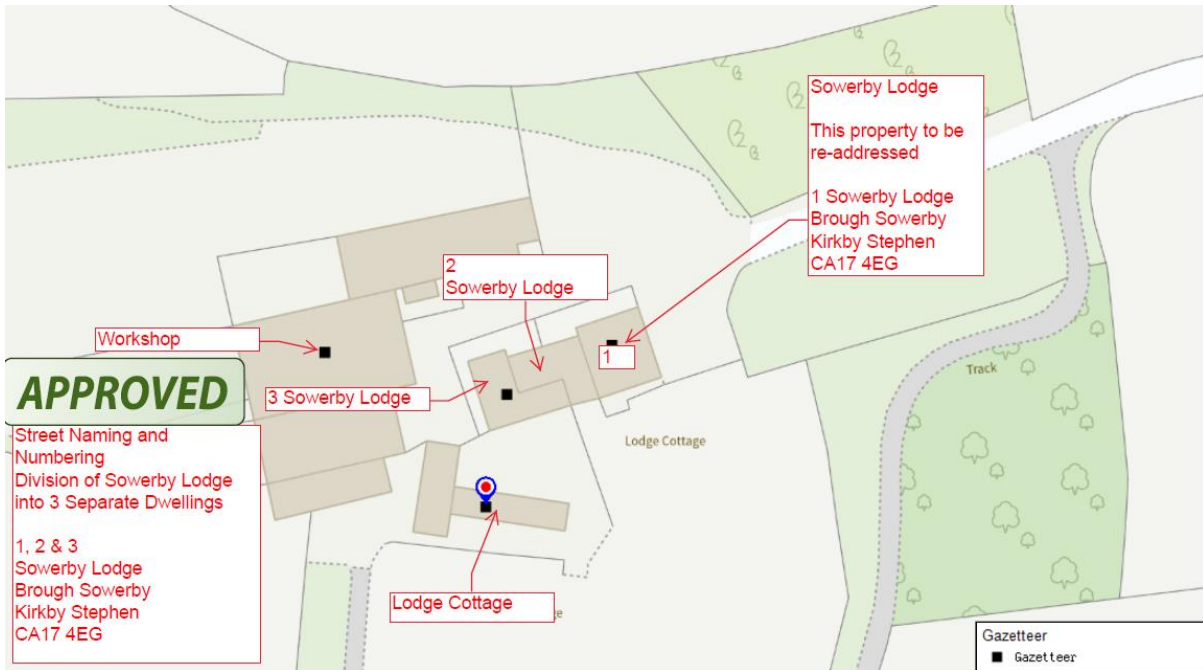 Sowerby Lodge
This property to be
re-addressed
1 Sowerby Lodge
Brough Sowerby
Kirkby Stephen
CA17 4EG
2
Sowerby Lodge
Workshop
1
APPROVED
3 Sowerby Lodge
Track
Street Naming and
Numbering
Division of Sowerby Lodge
into 3 Separate Dwellings
1, 2 & 3
Sowerby Lodge
Brough Sowerby
Kirkby Stephen
CA17 4EG
Lodge Cottage
Lodge Cottage
Gazetteer
Gazetteer